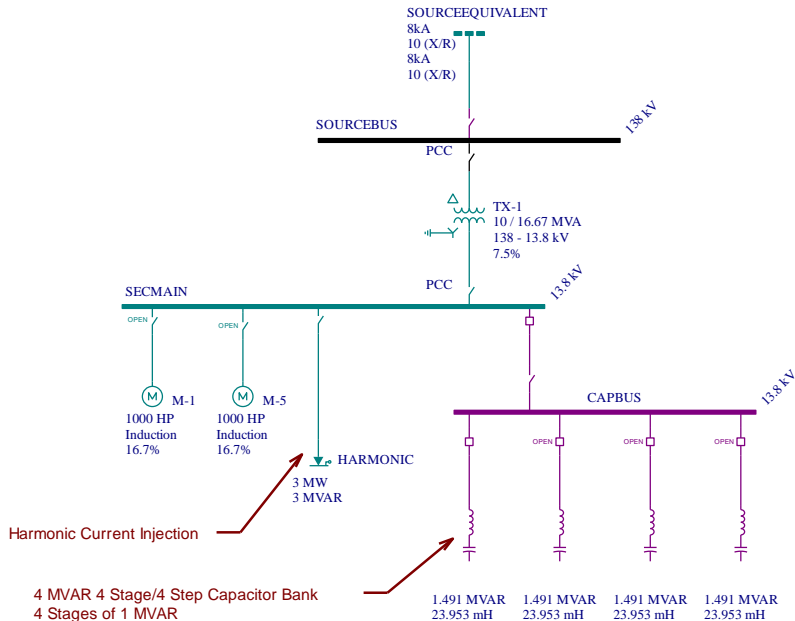 SOURCEEQUIVALENT
8kA
10 (X/R)
8kA
10 (X/R)
SOURCEBUS
138 kV
PCC
TX-1
10 / 16.67 MVA
138 - 13.8 kV
7.5%
PCC
SECMAIN
13.8 kV
OPEN
OPEN
M
M-1
1000 HP
Induction
16.7%
M
M-5
1000 HP
Induction
16.7%
HARMONIC
3 MW
3 MVAR
CAPBUS
13.8 kV
OPEN
OPEN
OPEN
Harmonic Current Injection
4 MVAR 4 Stage/4 Step Capacitor Bank
4 Stages of 1 MVAR
1.491 MVAR
23.953 mH
1.491 MVAR
23.953 mH
1.491 MVAR
23.953 mH
1.491 MVAR
23.953 mH